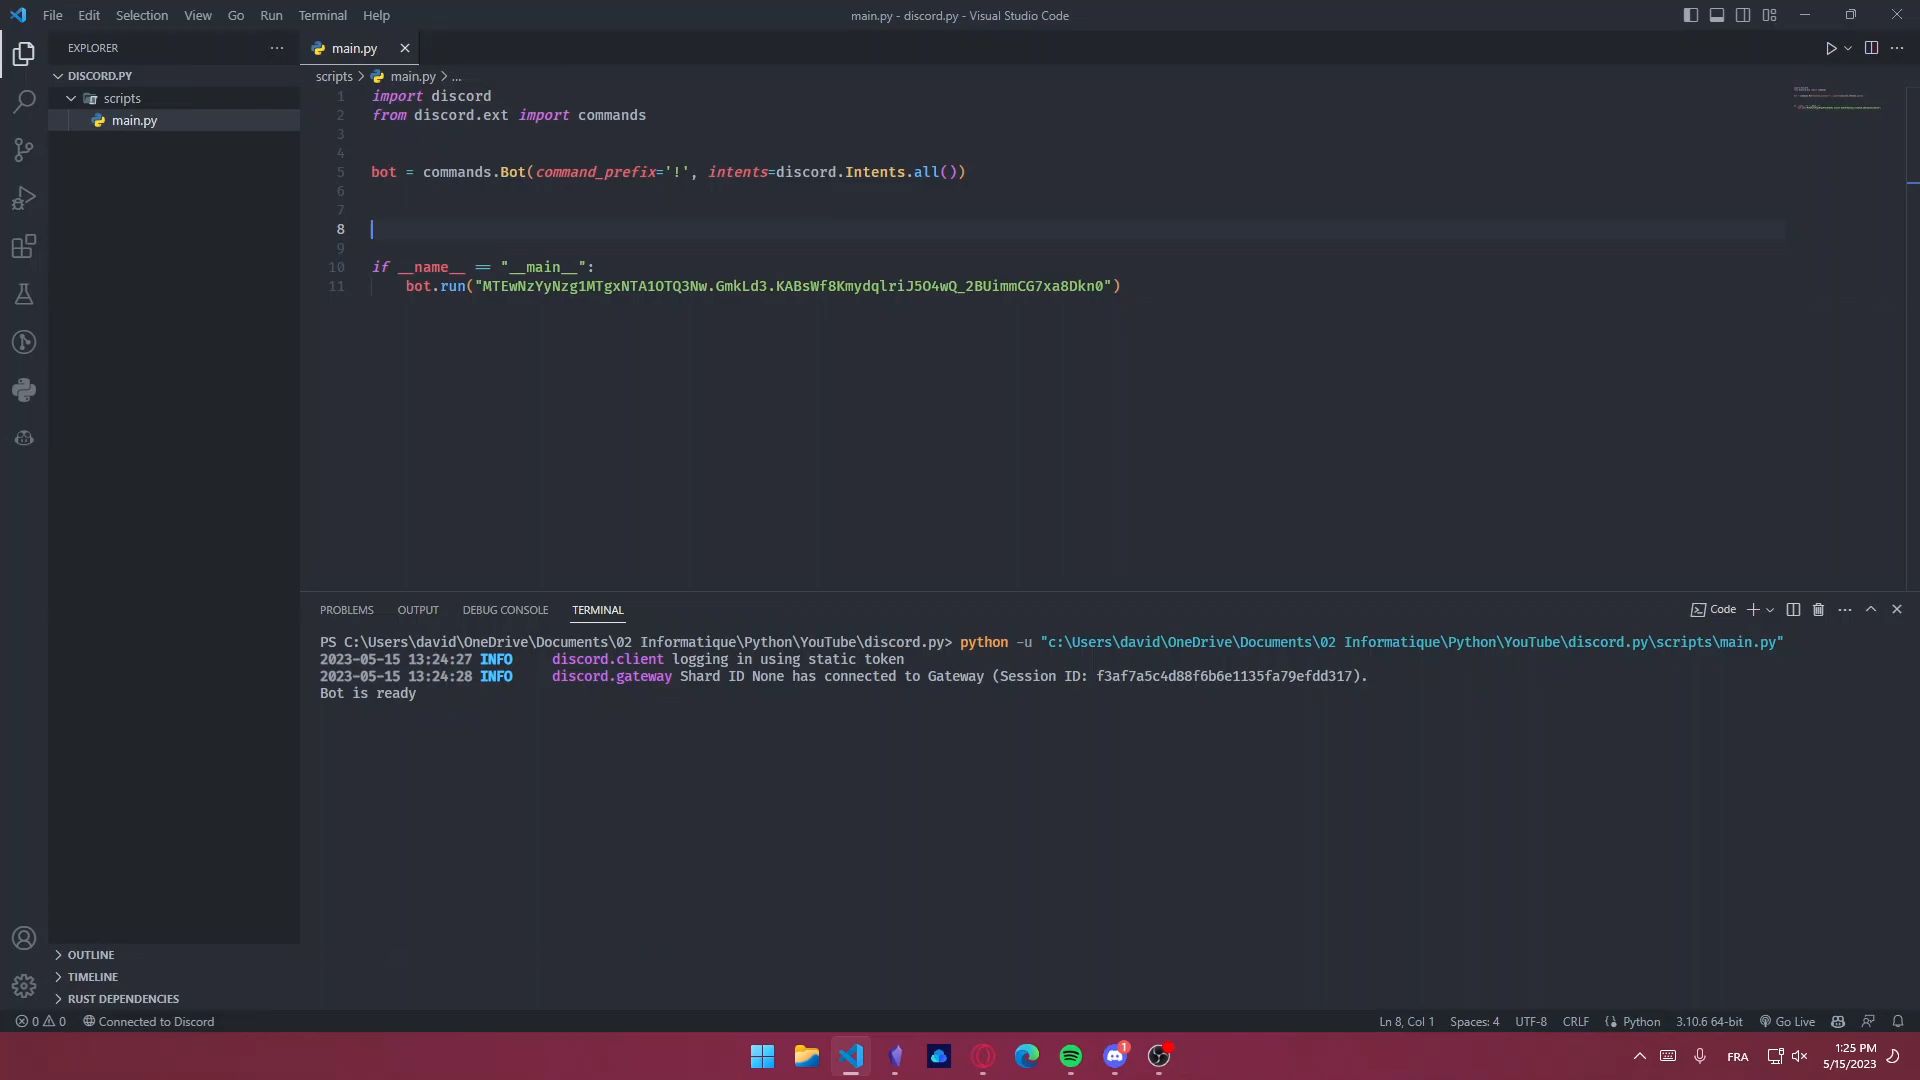 File Edit Selection View Go Run Terminal Help
main.py - discord.py - Visual Studio Code
EXPLORER
DISCORD.PY
scripts
main.py
main.py
scripts > main.py > ...
1 import discord
2 from discord.ext import commands
3
4
5 bot = commands.Bot(command_prefix='!', intents=discord.Intents.all())
6
7
8
9
10 if __name__ == "__main__":
11 bot.run("MTEwNzYyNzg1MTgxNTA1OTQ3Nw.GmkLd3.KABsWf8KmydqlriJ5O4wQ_2BUimmCG7xa8Dkn0")
PROBLEMS OUTPUT DEBUG CONSOLE TERMINAL
Code
PS C:\Users\david\OneDrive\Documents\02 Informatique\Python\YouTube\discord.py> python -u "c:\Users\david\OneDrive\Documents\02 Informatique\Python\YouTube\discord.py\scripts\main.py"
2023-05-15 13:24:27 INFO discord.client logging in using static token
2023-05-15 13:24:28 INFO discord.gateway Shard ID None has connected to Gateway (Session ID: f3af7a5c4d88f6b6e1135fa79efdd317).
Bot is ready
OUTLINE
TIMELINE
RUST DEPENDENCIES
0 0 Connected to Discord
Ln 8, Col 1 Spaces: 4 UTF-8 CRLF Python 3.10.6 64-bit Go Live
1
FRA
1:25 PM
5/15/2023